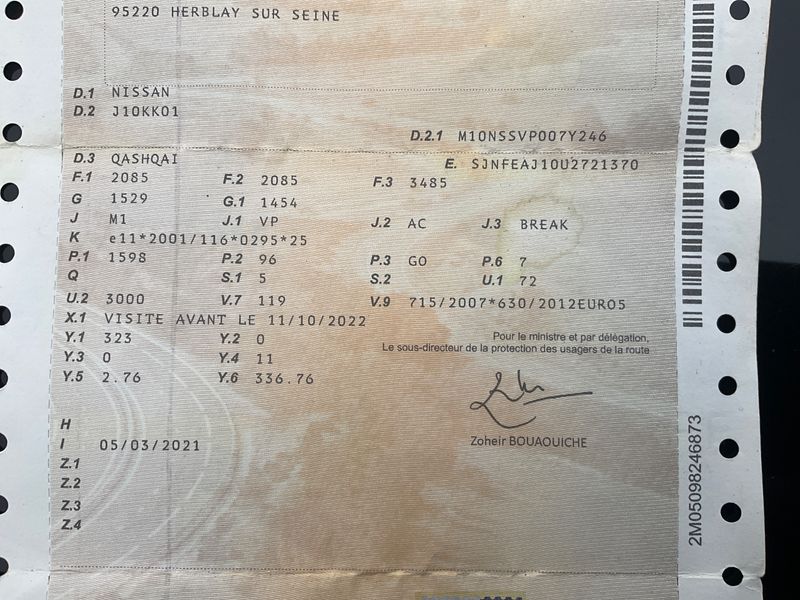 95220 HERBLAY SUR SEINE
D.1 NISSAN
D.2 J10KK01
D.2.1 M10NSSVP007Y246
D.3 QASHQAI
E. SJNFEAJ10U2721370
F.1 2085 F.2 2085 F.3 3485
G 1529 G.1 1454
J M1 J.1 VP J.2 AC J.3 BREAK
K e11*2001/116*0295*25
P.1 1598 P.2 96 P.3 GO P.6 7
Q S.1 5 S.2 U.1 72
U.2 3000 V.7 119 V.9 715/2007*630/2012EURO5
X.1 VISITE AVANT LE 11/10/2022
Y.1 323 Y.2 0
Pour le ministre et par délégation,
Le sous-directeur de la protection des usagers de la route
Y.3 0 Y.4 11
Y.5 2.76 Y.6 336.76
H
I 05/03/2021
Zoheir BOUAOUICHE
Z.1
Z.2
Z.3
Z.4
2M05098246873